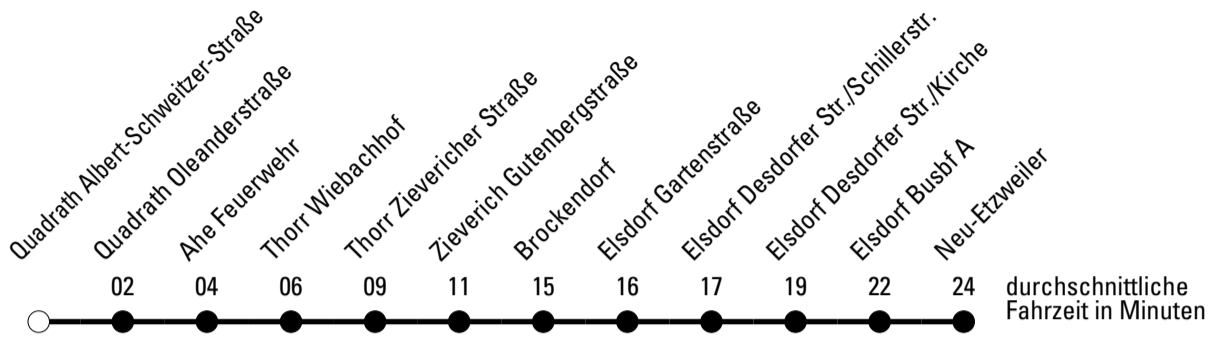 Quadrath Albert-Schweitzer-Straße
Quadrath Oleanderstraße
Ahe Feuerwehr
Thorr Wiebachhof
Thorr Zievericher Straße
Zieverich Gutenbergstraße
Brockendorf
Elsdorf Gartenstraße
Elsdorf Desdorfer Str./Schillerstr.
Elsdorf Desdorfer Str./Kirche
Elsdorf Busbf A
Neu-Etzweiler
02 04 06 09 11 15 16 17 19 22 24
durchschnittliche
Fahrzeit in Minuten